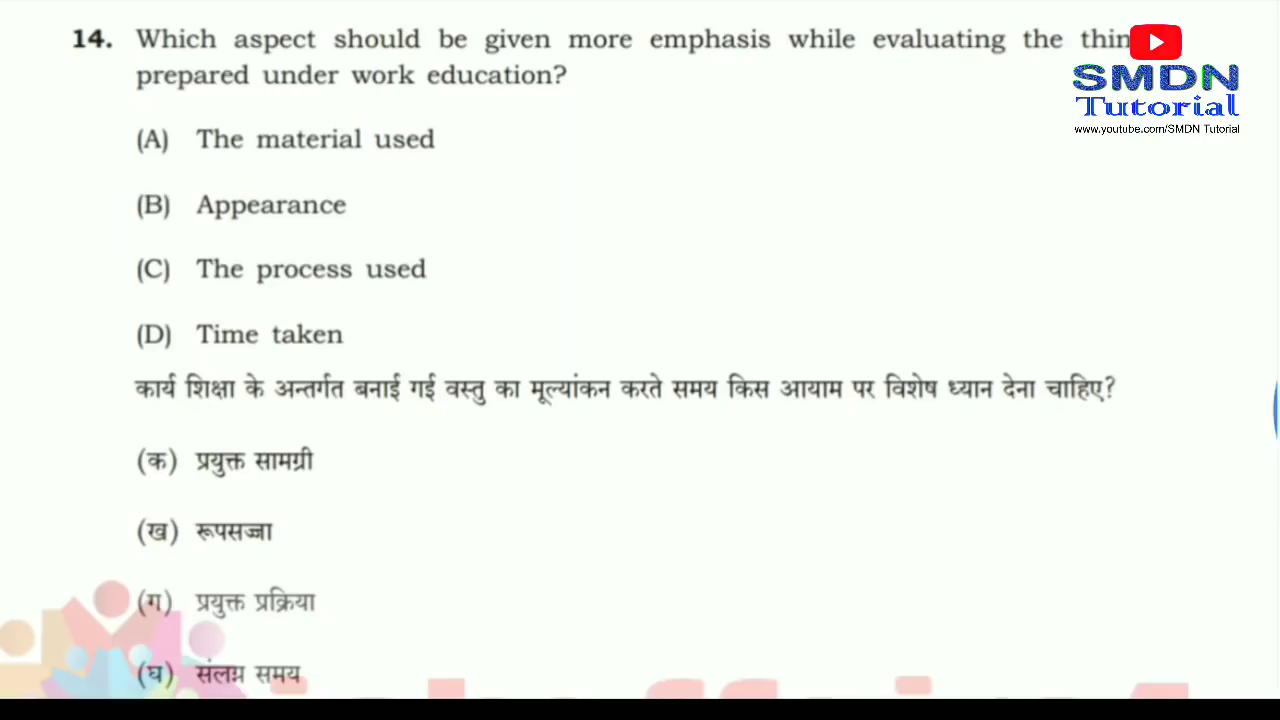 14. Which aspect should be given more emphasis while evaluating the
prepared under work education?
(A) The material used
(B) Appearance
(C) The process used
(D) Time taken
कार्य शिक्षा के अन्तर्गत बनाई गई वस्तु का मूल्यांकन करते समय किस आयाम पर विशेष ध्यान देना चाहिए?
(क) प्रयुक्त सामग्री
(ख) रूपसज्जा
(ग) प्रयुक्त प्रक्रिया
(घ) संलग्न समय
SMDN
Tutorial
www.youtube.com/SMDN Tutorial